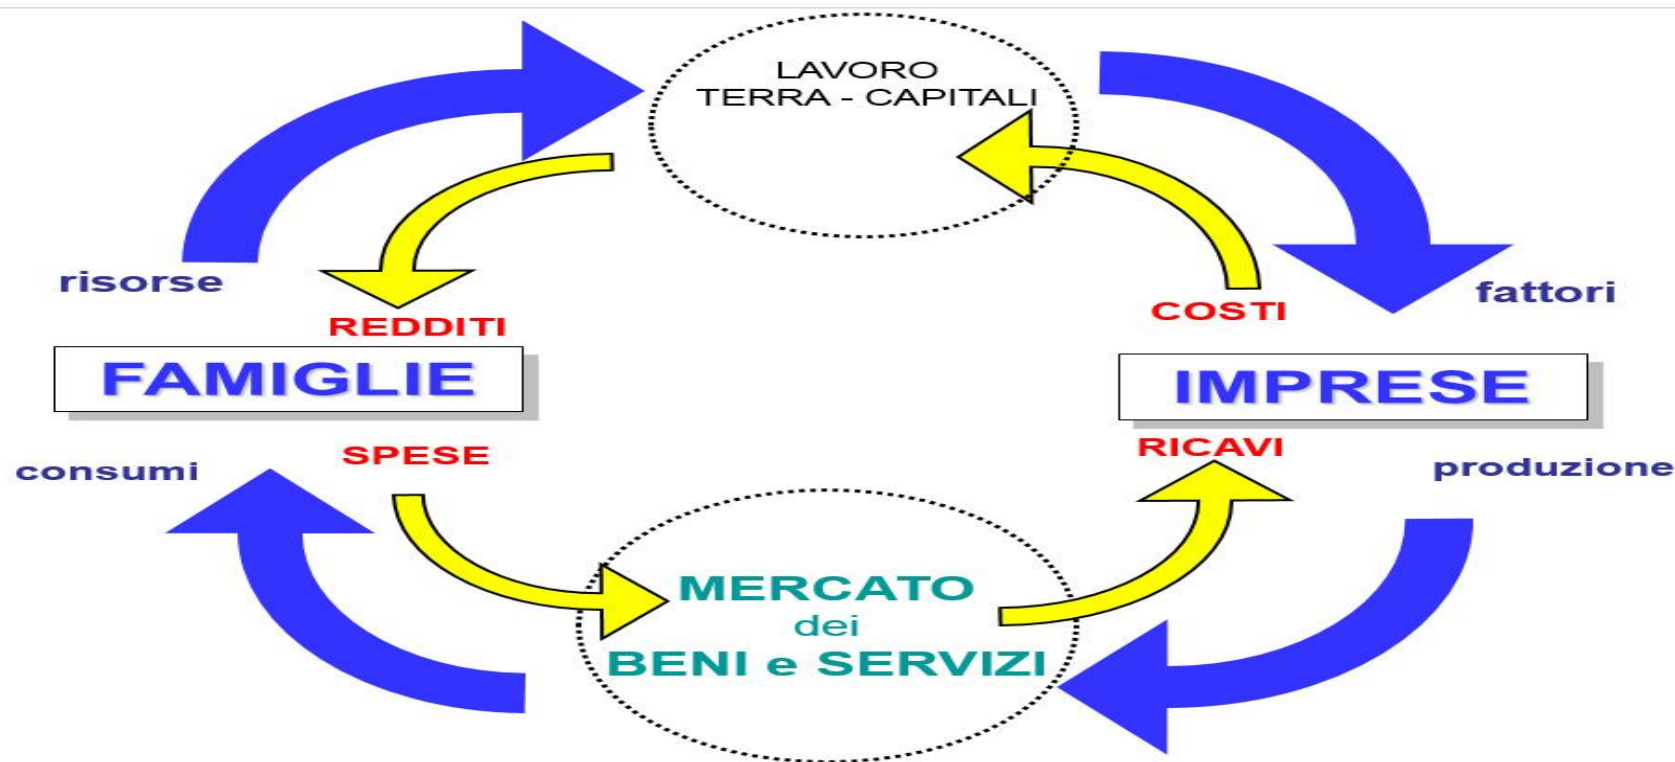 LAVORO
TERRA - CAPITALI
risorse
fattori
REDDITI
COSTI
FAMIGLIE
IMPRESE
SPESE
RICAVI
consumi
produzione
MERCATO
dei
BENI e SERVIZI